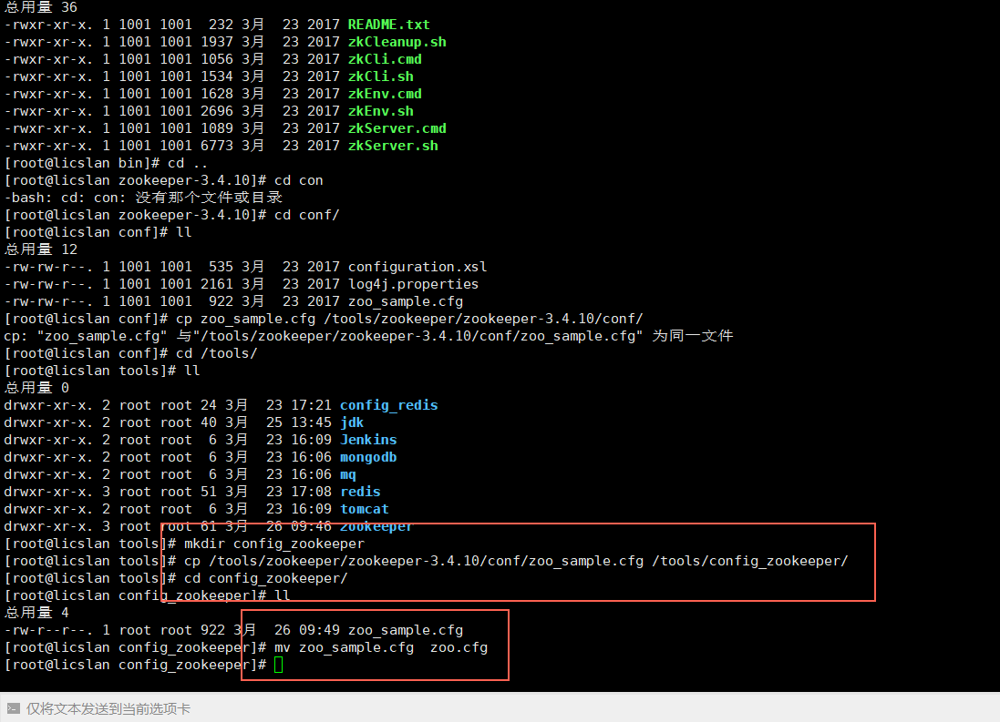 总用量 36
-rwxr-xr-x. 1 1001 1001  232 3月  23 2017 README.txt
-rwxr-xr-x. 1 1001 1001 1937 3月  23 2017 zkCleanup.sh
-rwxr-xr-x. 1 1001 1001 1056 3月  23 2017 zkCli.cmd
-rwxr-xr-x. 1 1001 1001 1534 3月  23 2017 zkCli.sh
-rwxr-xr-x. 1 1001 1001 1628 3月  23 2017 zkEnv.cmd
-rwxr-xr-x. 1 1001 1001 2696 3月  23 2017 zkEnv.sh
-rwxr-xr-x. 1 1001 1001 1089 3月  23 2017 zkServer.cmd
-rwxr-xr-x. 1 1001 1001 6773 3月  23 2017 zkServer.sh
[root@licslan bin]# cd ..
[root@licslan zookeeper-3.4.10]# cd con
-bash: cd: con: 没有那个文件或目录
[root@licslan zookeeper-3.4.10]# cd conf/
[root@licslan conf]# ll
总用量 12
-rw-rw-r--. 1 1001 1001  535 3月  23 2017 configuration.xsl
-rw-rw-r--. 1 1001 1001 2161 3月  23 2017 log4j.properties
-rw-rw-r--. 1 1001 1001  922 3月  23 2017 zoo_sample.cfg
[root@licslan conf]# cp zoo_sample.cfg /tools/zookeeper/zookeeper-3.4.10/conf/
cp: "zoo_sample.cfg" 与"/tools/zookeeper/zookeeper-3.4.10/conf/zoo_sample.cfg" 为同一文件
[root@licslan conf]# cd /tools/
[root@licslan tools]# ll
总用量 0
drwxr-xr-x. 2 root root 24 3月  23 17:21 config_redis
drwxr-xr-x. 2 root root 40 3月  25 13:45 jdk
drwxr-xr-x. 2 root root  6 3月  23 16:09 Jenkins
drwxr-xr-x. 2 root root  6 3月  23 16:06 mongodb
drwxr-xr-x. 2 root root  6 3月  23 16:06 mq
drwxr-xr-x. 3 root root 51 3月  23 17:08 redis
drwxr-xr-x. 2 root root  6 3月  23 16:09 tomcat
drwxr-xr-x. 3 root root 61 3月  26 09:46 zookeeper
[root@licslan tools]# mkdir config_zookeeper
[root@licslan tools]# cp /tools/zookeeper/zookeeper-3.4.10/conf/zoo_sample.cfg /tools/config_zookeeper/
[root@licslan tools]# cd config_zookeeper/
[root@licslan config_zookeeper]# ll
总用量 4
-rw-r--r--. 1 root root 922 3月  26 09:49 zoo_sample.cfg
[root@licslan config_zookeeper]# mv zoo_sample.cfg  zoo.cfg
[root@licslan config_zookeeper]#
仅将文本发送到当前选项卡